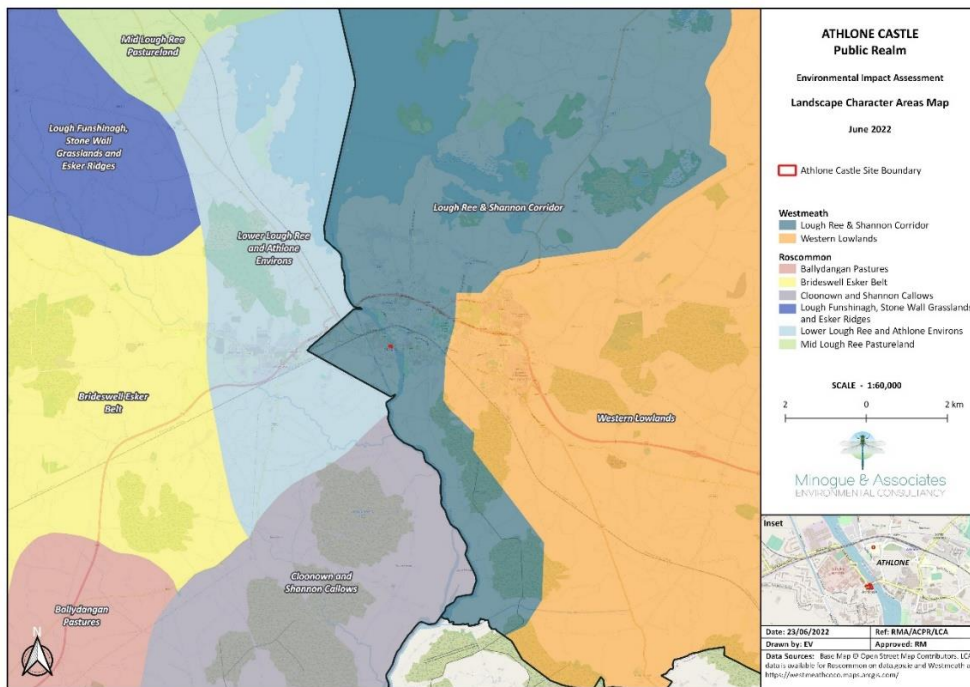 Mid Lough Ree
Pastureland
Lough Funshinagh,
Stone Wall
Grasslands and
Esker Ridges
Lower Lough Ree
and Athlone
Environs
Lough Ree & Shannon Corridor
Brideswell Esker
Belt
Western Lowlands
Cloonown and
Shannon Callows
Ballydangan
Pastures
N
ATHLONE CASTLE
Public Realm
Environmental Impact Assessment
Landscape Character Areas Map
June 2022
Athlone Castle Site Boundary
Westmeath
Lough Ree & Shannon Corridor
Western Lowlands
Roscommon
Ballydangan Pastures
Brideswell Esker Belt
Cloonown and Shannon Callows
Lough Funshinagh, Stone Wall Grasslands
and Esker Ridges
Lower Lough Ree and Athlone Environs
Mid Lough Ree Pastureland
SCALE - 1:60,000
2 0 2 km
Minogue & Associates
ENVIRONMENTAL CONSULTANCY
Inset
ATHLONE
Date: 23/06/2022 Ref: RMA/ACPR/LCA
Drawn by: EV Approved: RM
Data Sources: Base Map © Open Street Map Contributors. LCA
data is available for Roscommon on data.gov.ie and Westmeath
https://westmeathcoco.maps.arcgis.com/